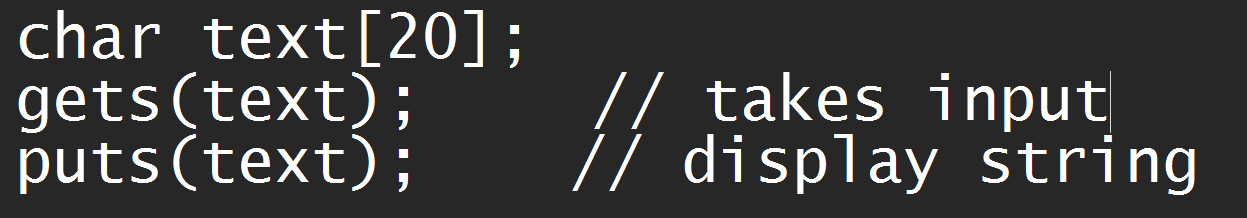 char text[20];
gets(text);     // takes input
puts(text);    // display string